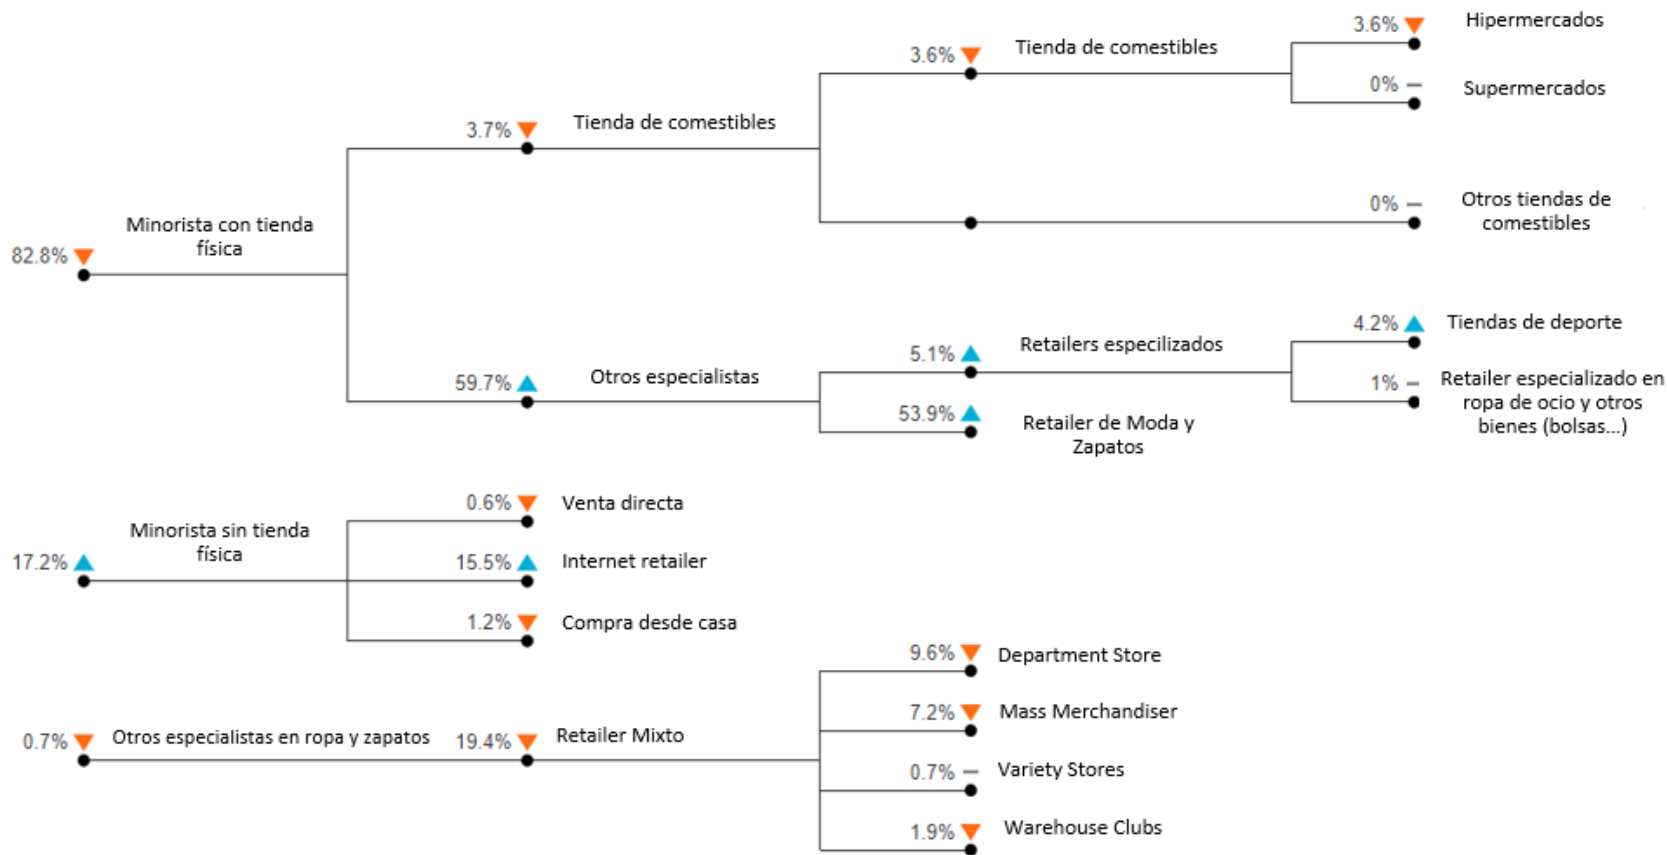 3.6%
Hipermercados
3.6%
Tienda de comestibles
0%
Supermercados
3.7%
Tienda de comestibles
0%
Otros tiendas de
comestibles
82.8%
Minorista con tienda
física
4.2%
Tiendas de deporte
5.1%
Retailers especilizados
59.7%
Otros especialistas
1%
Retailer especializado en
ropa de ocio y otros
bienes (bolsas...)
53.9%
Retailer de Moda y
Zapatos
0.6%
Venta directa
17.2%
Minorista sin tienda
física
15.5%
Internet retailer
1.2%
Compra desde casa
9.6%
Department Store
0.7%
Otros especialistas en ropa y zapatos
19.4%
Retailer Mixto
7.2%
Mass Merchandiser
0.7%
Variety Stores
1.9%
Warehouse Clubs